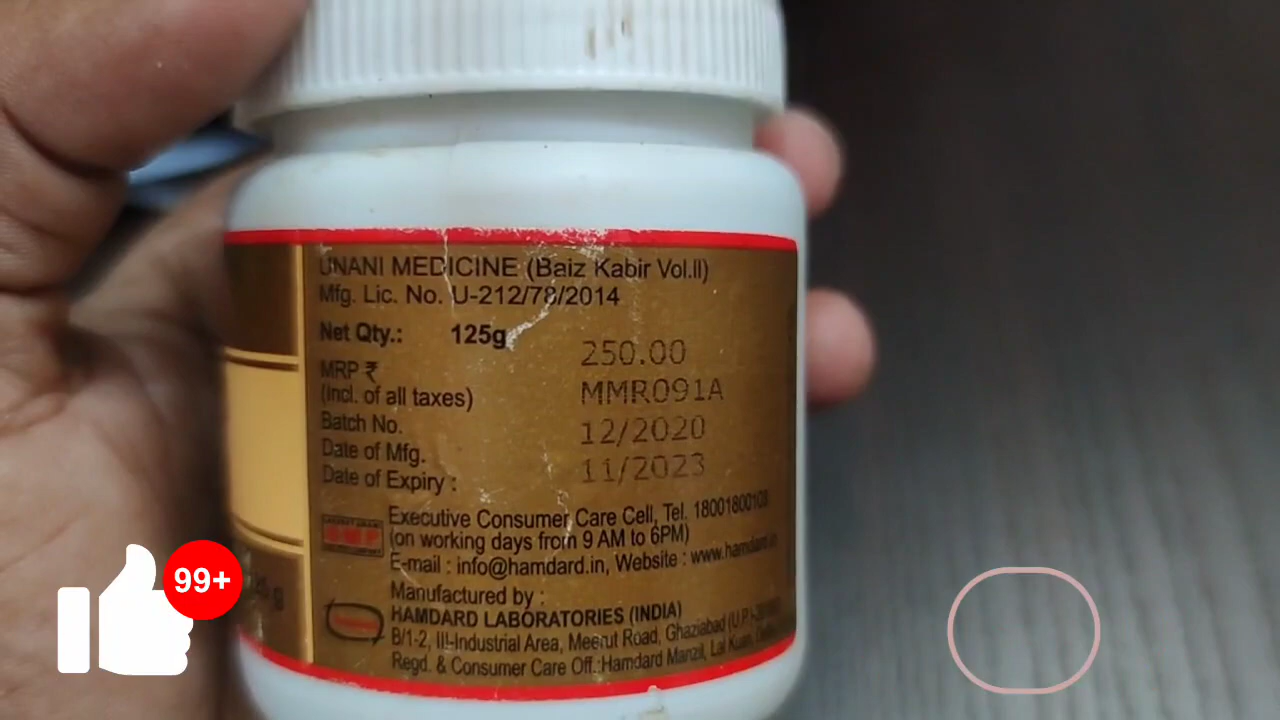 UNANI MEDICINE (Baiz Kabir Vol.II)
Mfg. Lic. No. U-212/78/2014
Net Qty.: 125g
MRP ₹ 250.00
(incl. of all taxes) MMR091A
Batch No. 12/2020
Date of Mfg. 11/2023
Date of Expiry :
Executive Consumer Care Cell, Tel. 18001800108
(on working days from 9 AM to 6PM)
E-mail : info@hamdard.in, Website : www.hamdard.in
Manufactured by :
HAMDARD LABORATORIES (INDIA)
B/1-2, III-Industrial Area, Meerut Road, Ghaziabad (U.P.)
Regd. & Consumer Care Off.:Hamdard Manzil, Lal Kuan,
99+